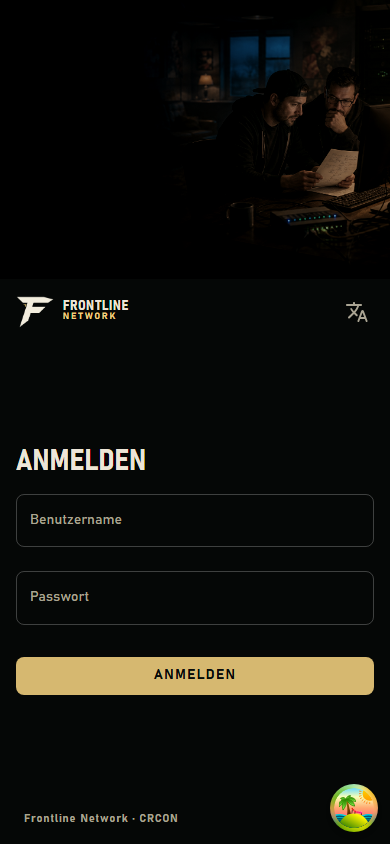 FRONTLINE
NETWORK
ANMELDEN
Benutzername
Passwort
ANMELDEN
Frontline Network · CRCON